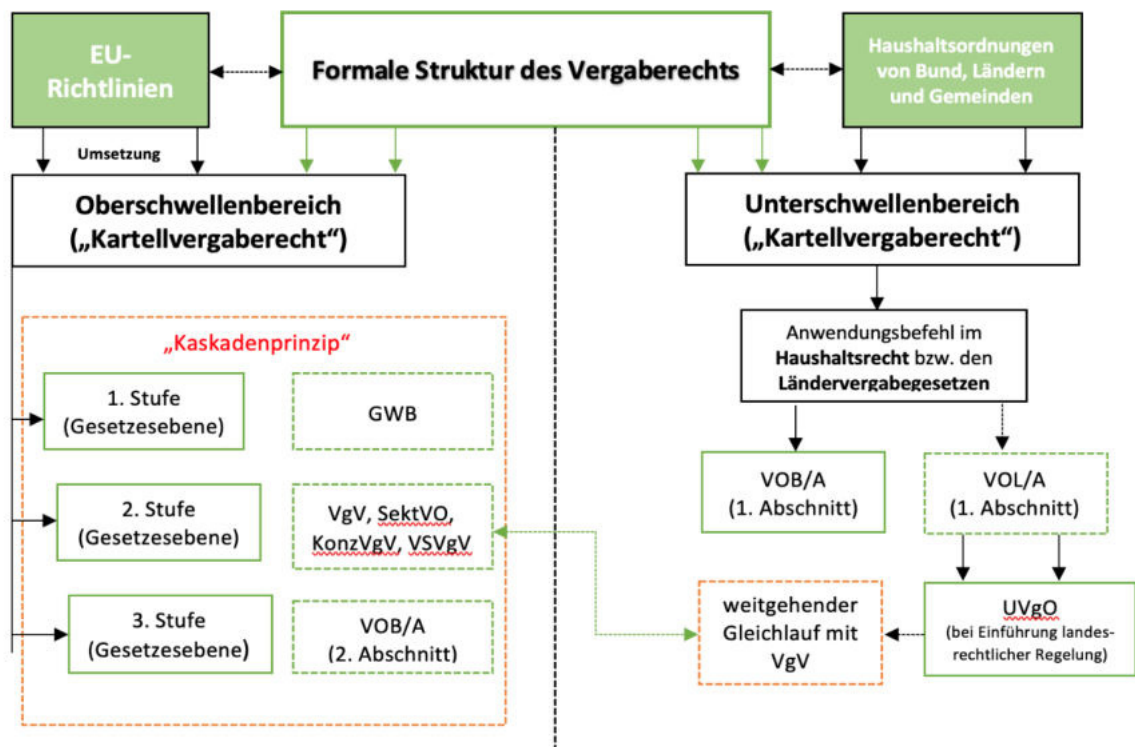 EU-
Richtlinien
Formale Struktur des Vergaberechts
Haushaltsordnungen
von Bund, Ländern
und Gemeinden
Umsetzung
Oberschwellenbereich
(„Kartellvergaberecht“)
Unterschwellenbereich
(„Kartellvergaberecht“)
„Kaskadenprinzip“
1. Stufe
(Gesetzesebene)
GWB
2. Stufe
(Gesetzesebene)
VgV, SektVO,
KonzVgV, VSVgV
3. Stufe
(Gesetzesebene)
VOB/A
(2. Abschnitt)
Anwendungsbefehl im
Haushaltsrecht bzw. den
Ländervergabegesetzen
VOB/A
(1. Abschnitt)
VOL/A
(1. Abschnitt)
weitgehender
Gleichlauf mit
VgV
UVgO
(bei Einführung landes-
rechtlicher Regelung)